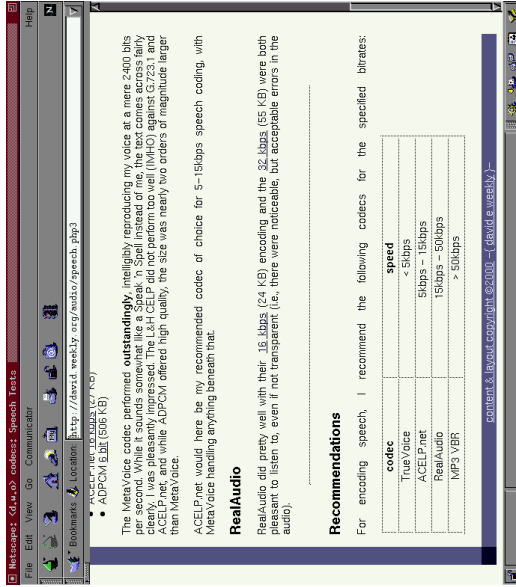 Netscape: <d.w.o> codecs: Speech Tests
File Edit View Go Communicator Help
Bookmarks Location: http://david.weekly.org/audio/speech.php3
ACELP.net 16 kbps (27 KB)
ADPCM 6 bit (506 KB)
The MetaVoice codec performed outstandingly, intelligibly reproducing my voice at a mere 2400 bits
per second. While it sounds somewhat like a Speak 'n Spell instead of me, the text comes across fairly
clearly. I was pleasantly impressed. The L&H CELP did not perform too well (IMHO) against G.723.1 and
ACELP.net, and while ADPCM offered high quality, the size was nearly two orders of magnitude larger
than MetaVoice.
ACELP.net would here be my recommended codec of choice for 5-15kbps speech coding, with
MetaVoice handling anything beneath that.
RealAudio
RealAudio did pretty well with their 16 kbps (24 KB) encoding and the 32 kbps (55 KB) were both
pleasant to listen to, even if not transparent (i.e., there were noticeable, but acceptable errors in the
audio).
Recommendations
For encoding speech, I recommend the following codecs for the specified bitrates:
codec speed
TrueVoice < 5kbps
ACELP.net 5kbps - 15kbps
RealAudio 15kbps - 50kbps
MP3 VBR > 50kbps
content & layout copyright ©2000 -{ david e weekly }-